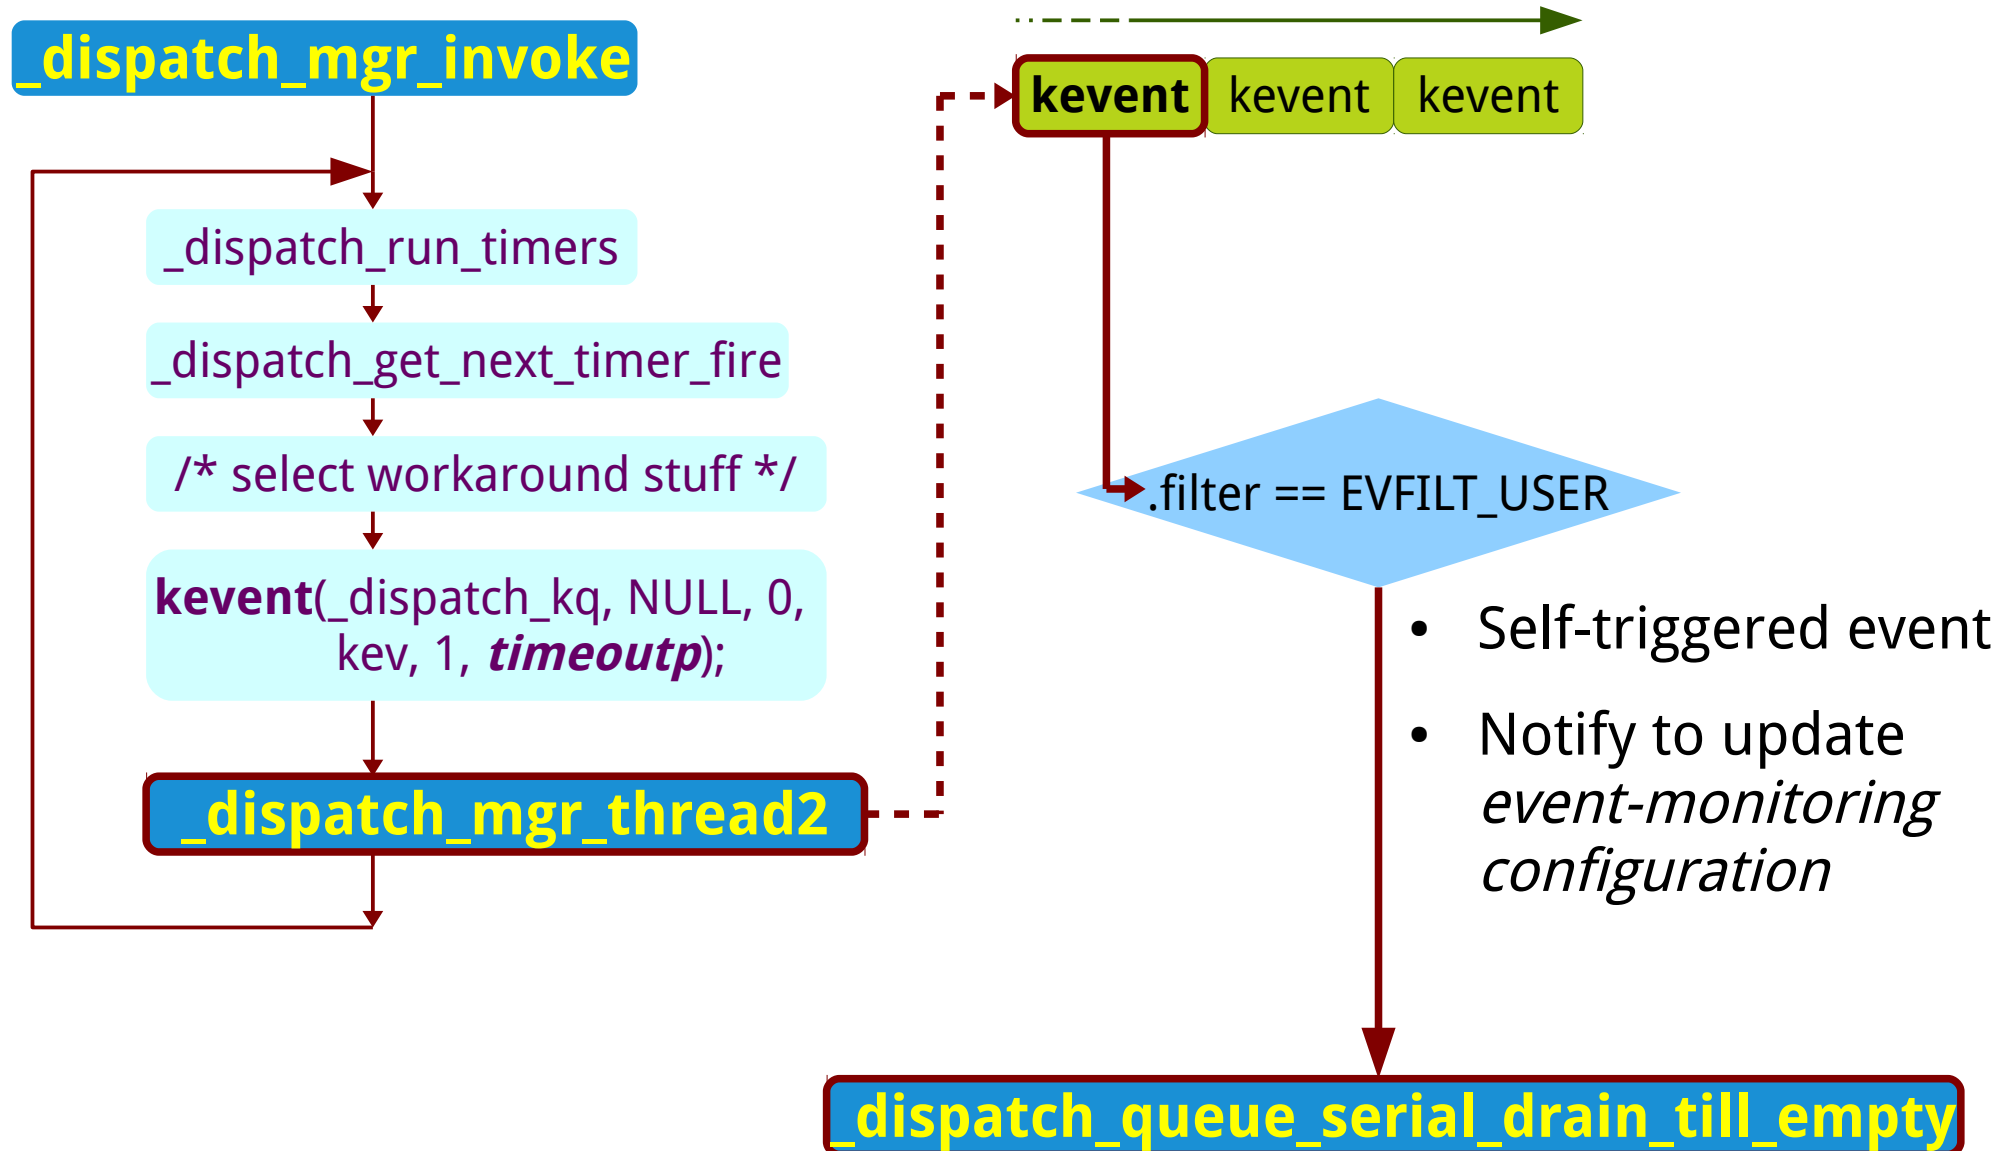 _dispatch_mgr_invoke
_dispatch_run_timers
_dispatch_get_next_timer_fire
/* select workaround stuff */
kevent(_dispatch_kq, NULL, 0,
kev, 1, timeoutp);
_dispatch_mgr_thread2
kevent kevent kevent
.filter == EVFILT_USER
• Self-triggered event
• Notify to update
event-monitoring
configuration
_dispatch_queue_serial_drain_till_empty